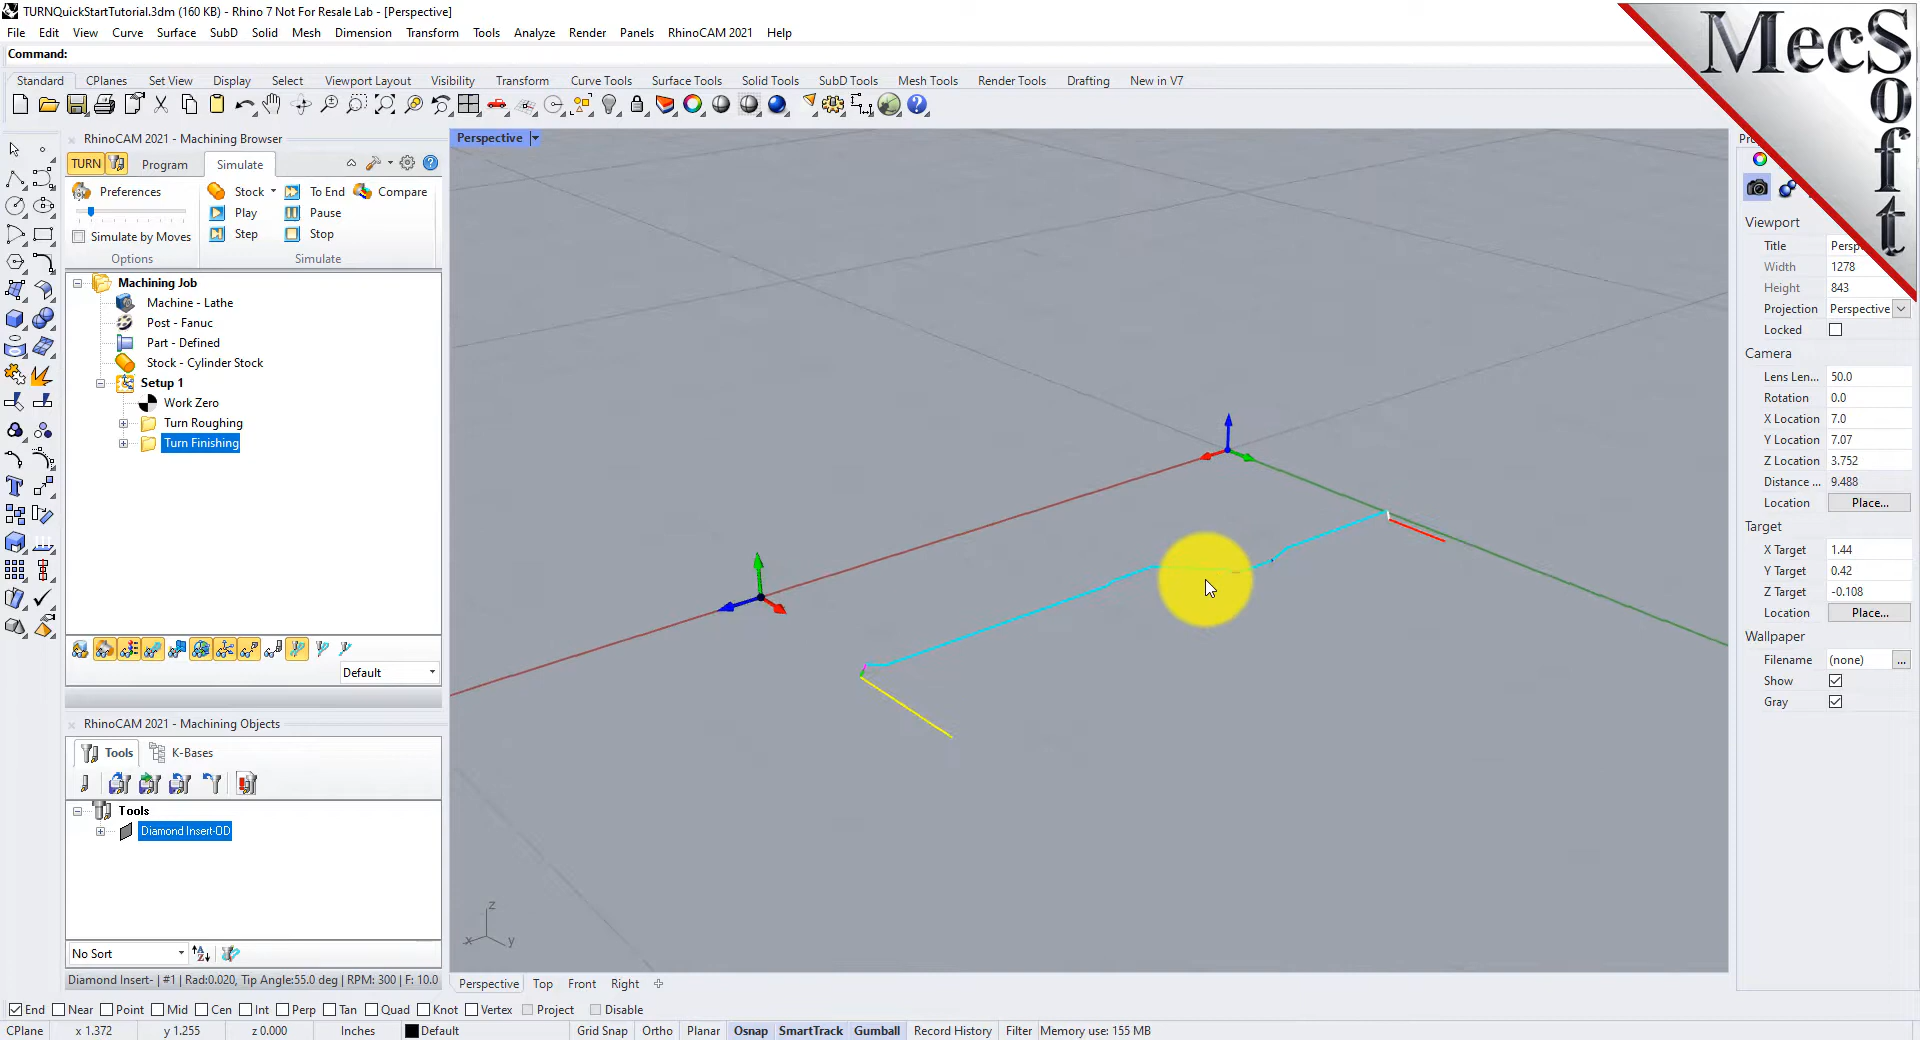 TURNQuickStartTutorial.3dm (160 KB) - Rhino 7 Not For Resale Lab - [Perspective]
File Edit View Curve Surface SubD Solid Mesh Dimension Transform Tools Analyze Render Panels RhinoCAM 2021 Help
Command:
Standard CPlanes Set View Display Select Viewport Layout Visibility Transform Curve Tools Surface Tools Solid Tools SubD Tools Mesh Tools Render Tools Drafting New in V7
MecSoft
RhinoCAM 2021 - Machining Browser
TURN Program Simulate
Preferences Stock To End Compare
Play Pause
Simulate by Moves Step Stop
Options Simulate
Machining Job
Machine - Lathe
Post - Fanuc
Part - Defined
Stock - Cylinder Stock
Setup 1
Work Zero
Turn Roughing
Turn Finishing
Default
RhinoCAM 2021 - Machining Objects
Tools K-Bases
Tools
Diamond Insert-OD
No Sort
Diamond Insert- | #1 | Rad:0.020, Tip Angle:55.0 deg | RPM: 300 | F: 10.0
Perspective
z
x y
Perspective Top Front Right
Viewport
Title
Width 1278
Height 843
Projection Perspective
Locked
Camera
Lens Len... 50.0
Rotation 0.0
X Location 7.0
Y Location 7.07
Z Location 3.752
Distance ... 9.488
Location Place...
Target
X Target 1.44
Y Target 0.42
Z Target -0.108
Location Place...
Wallpaper
Filename (none) ...
Show
Gray
End Near Point Mid Cen Int Perp Tan Quad Knot Vertex Project Disable
CPlane x 1.372 y 1.255 z 0.000 Inches Default Grid Snap Ortho Planar Osnap SmartTrack Gumball Record History Filter Memory use: 155 MB